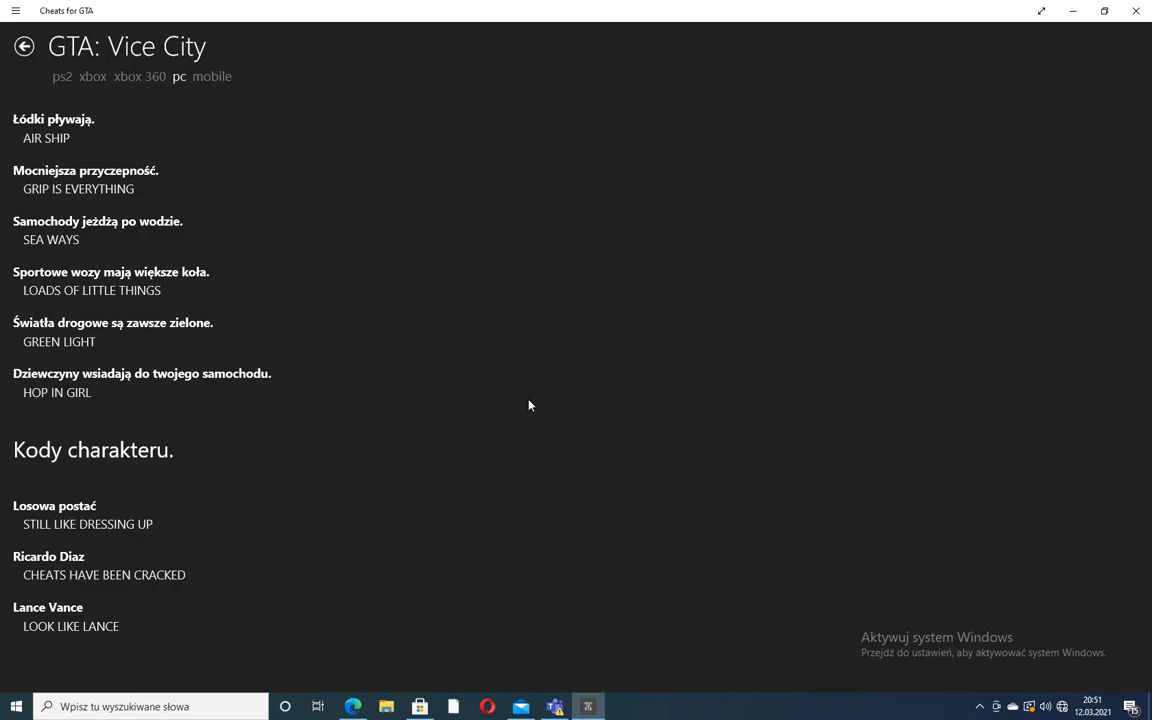 Cheats for GTA
GTA: Vice City
ps2 xbox xbox 360 pc mobile
Łódki pływają.
AIR SHIP
Mocniejsza przyczepność.
GRIP IS EVERYTHING
Samochody jeżdżą po wodzie.
SEA WAYS
Sportowe wozy mają większe koła.
LOADS OF LITTLE THINGS
Światła drogowe są zawsze zielone.
GREEN LIGHT
Dziewczyny wsiadają do twojego samochodu.
HOP IN GIRL
Kody charakteru.
Losowa postać
STILL LIKE DRESSING UP
Ricardo Diaz
CHEATS HAVE BEEN CRACKED
Lance Vance
LOOK LIKE LANCE
Aktywuj system Windows
Przejdź do ustawień, aby aktywować system Windows.
Wpisz tu wyszukiwane słowa
20:51
12.03.2021
15